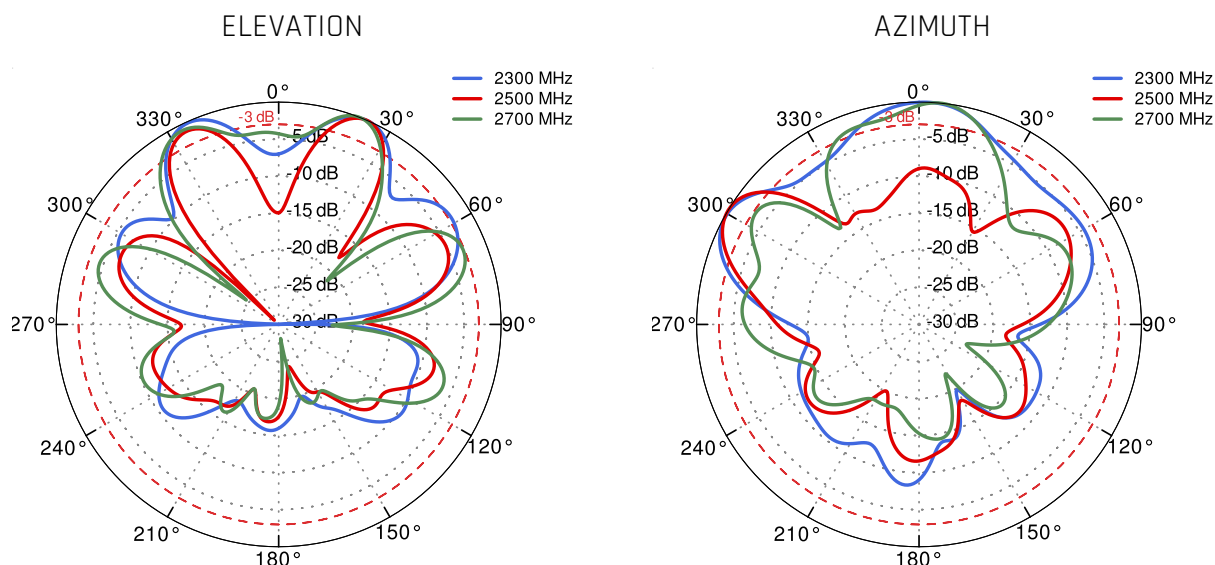 ELEVATION
2300 MHz
2500 MHz
2700 MHz
0°
30°
60°
90°
120°
150°
180°
210°
240°
270°
300°
330°
-3 dB
-5 dB
-10 dB
-15 dB
-20 dB
-25 dB
-30 dB
AZIMUTH
2300 MHz
2500 MHz
2700 MHz
0°
30°
60°
90°
120°
150°
180°
210°
240°
270°
300°
330°
-3 dB
-5 dB
-10 dB
-15 dB
-20 dB
-25 dB
-30 dB